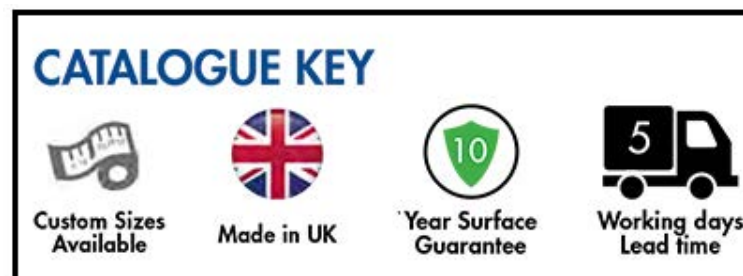 CATALOGUE KEY
Custom Sizes
Available
Made in UK
10
Year Surface
Guarantee
5
Working days
Lead time